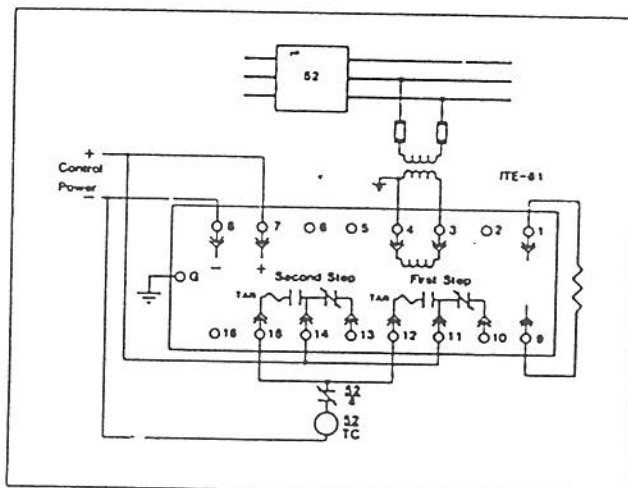 52
+
Control
Power
−
ITE-81
8 7 6 5 4 3 2 1
− +
G
Second Step First Step
TAR TAR
16 15 14 13 12 11 10 9
52
52
TC